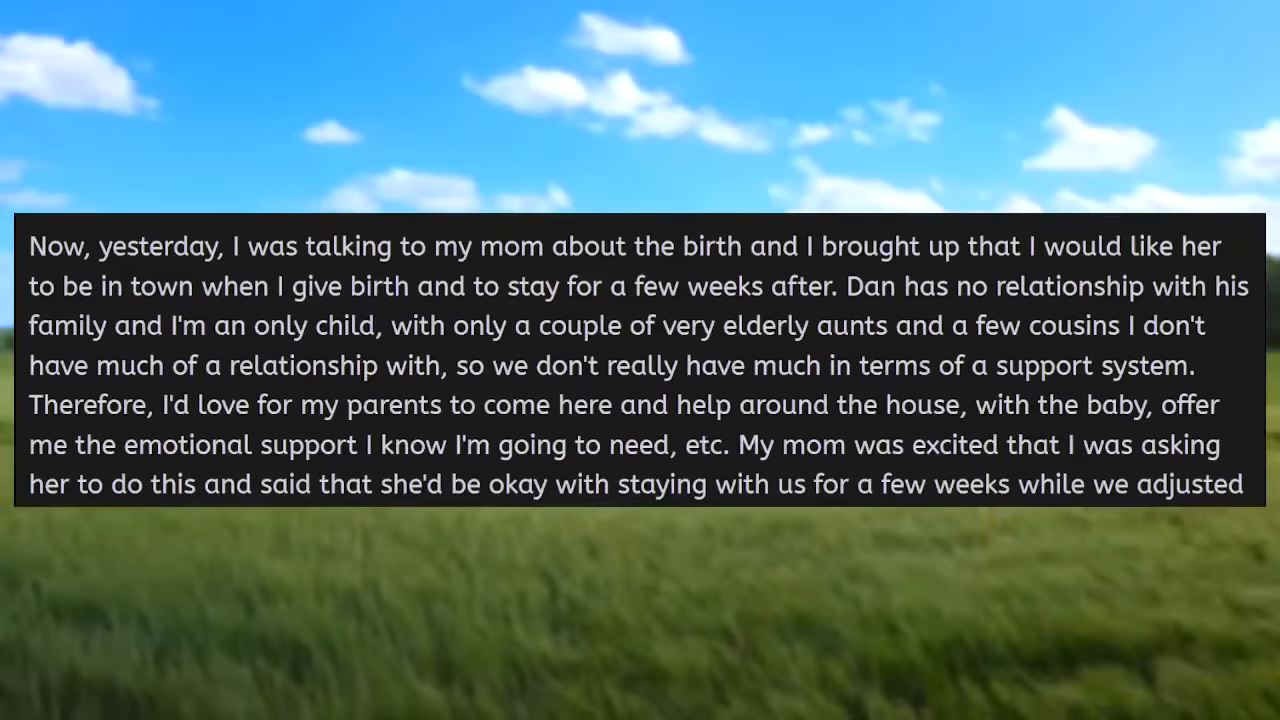 Now, yesterday, I was talking to my mom about the birth and I brought up that I would like her
to be in town when I give birth and to stay for a few weeks after. Dan has no relationship with his
family and I'm an only child, with only a couple of very elderly aunts and a few cousins I don't
have much of a relationship with, so we don't really have much in terms of a support system.
Therefore, I'd love for my parents to come here and help around the house, with the baby, offer
me the emotional support I know I'm going to need, etc. My mom was excited that I was asking
her to do this and said that she'd be okay with staying with us for a few weeks while we adjusted